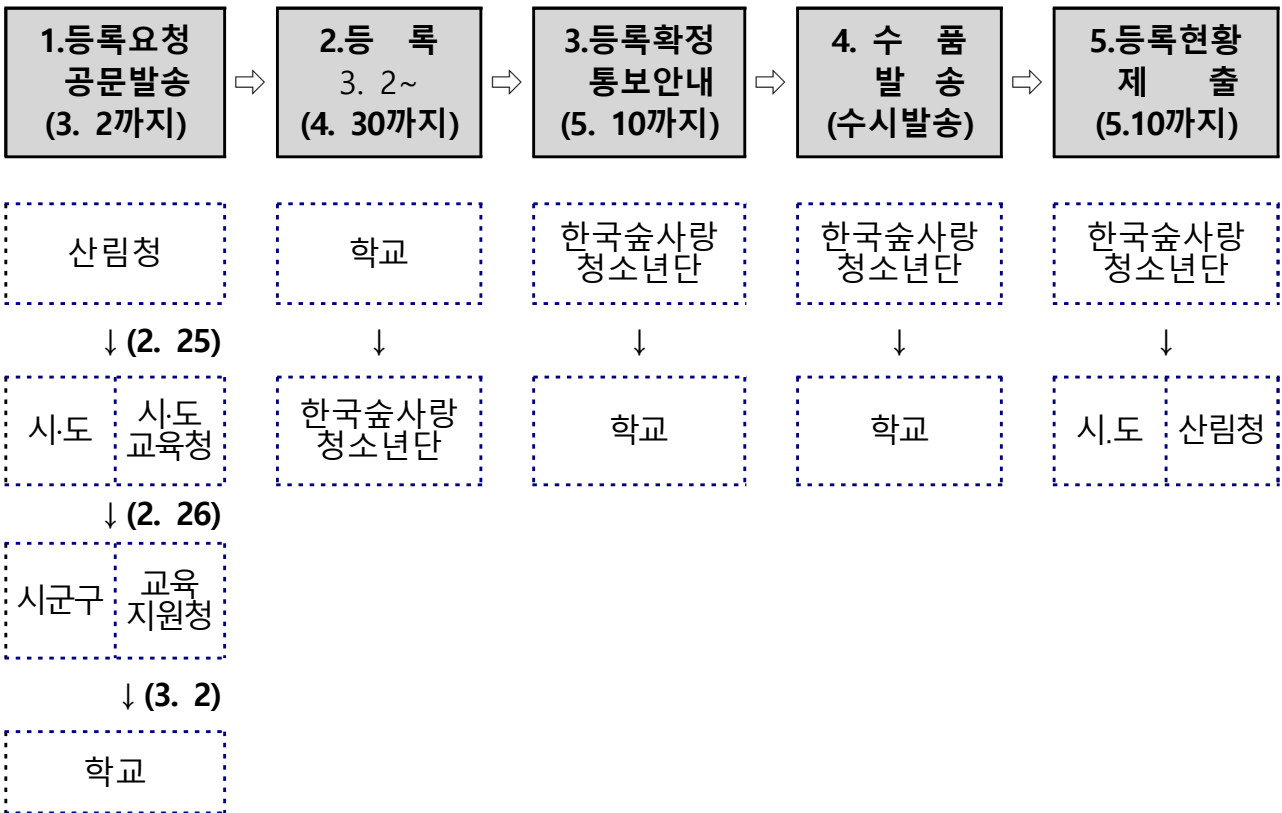 1.등록요청
공문발송
(3. 2까지)
⇨
2.등 록
3. 2~
(4. 30까지)
⇨
3.등록확정
통보안내
(5. 10까지)
⇨
4. 수 품
발 송
(수시발송)
⇨
5.등록현황
제 출
(5.10까지)
산림청
↓(2. 25)
시·도
시·도
교육청
↓(2. 26)
시군구
교육
지원청
↓(3. 2)
학교
학교
↓
한국숲사랑
청소년단
한국숲사랑
청소년단
↓
학교
한국숲사랑
청소년단
↓
학교
한국숲사랑
청소년단
↓
시.도
산림청